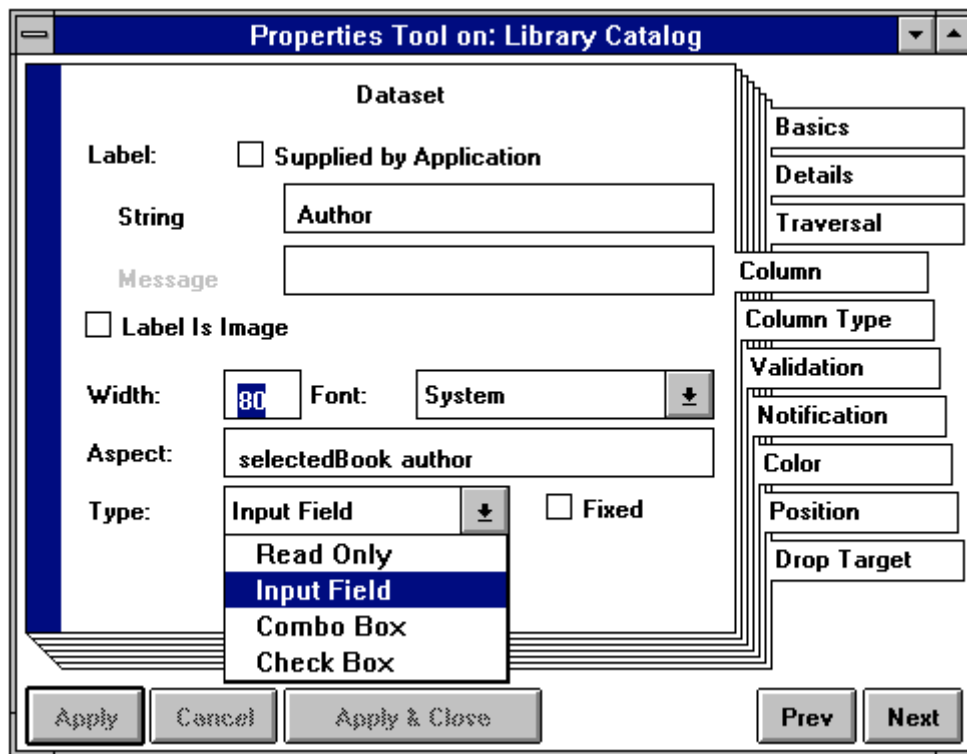 Properties Tool on: Library Catalog
Dataset
Label: Supplied by Application
String Author
Message
Label Is Image
Width: 80 Font: System
Aspect: selectedBook author
Type: Input Field Fixed
Read Only
Input Field
Combo Box
Check Box
Basics
Details
Traversal
Column
Column Type
Validation
Notification
Color
Position
Drop Target
Apply Cancel Apply & Close Prev Next